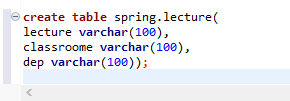 create table spring.lecture(
lecture varchar(100),
classroome varchar(100),
dep varchar(100));